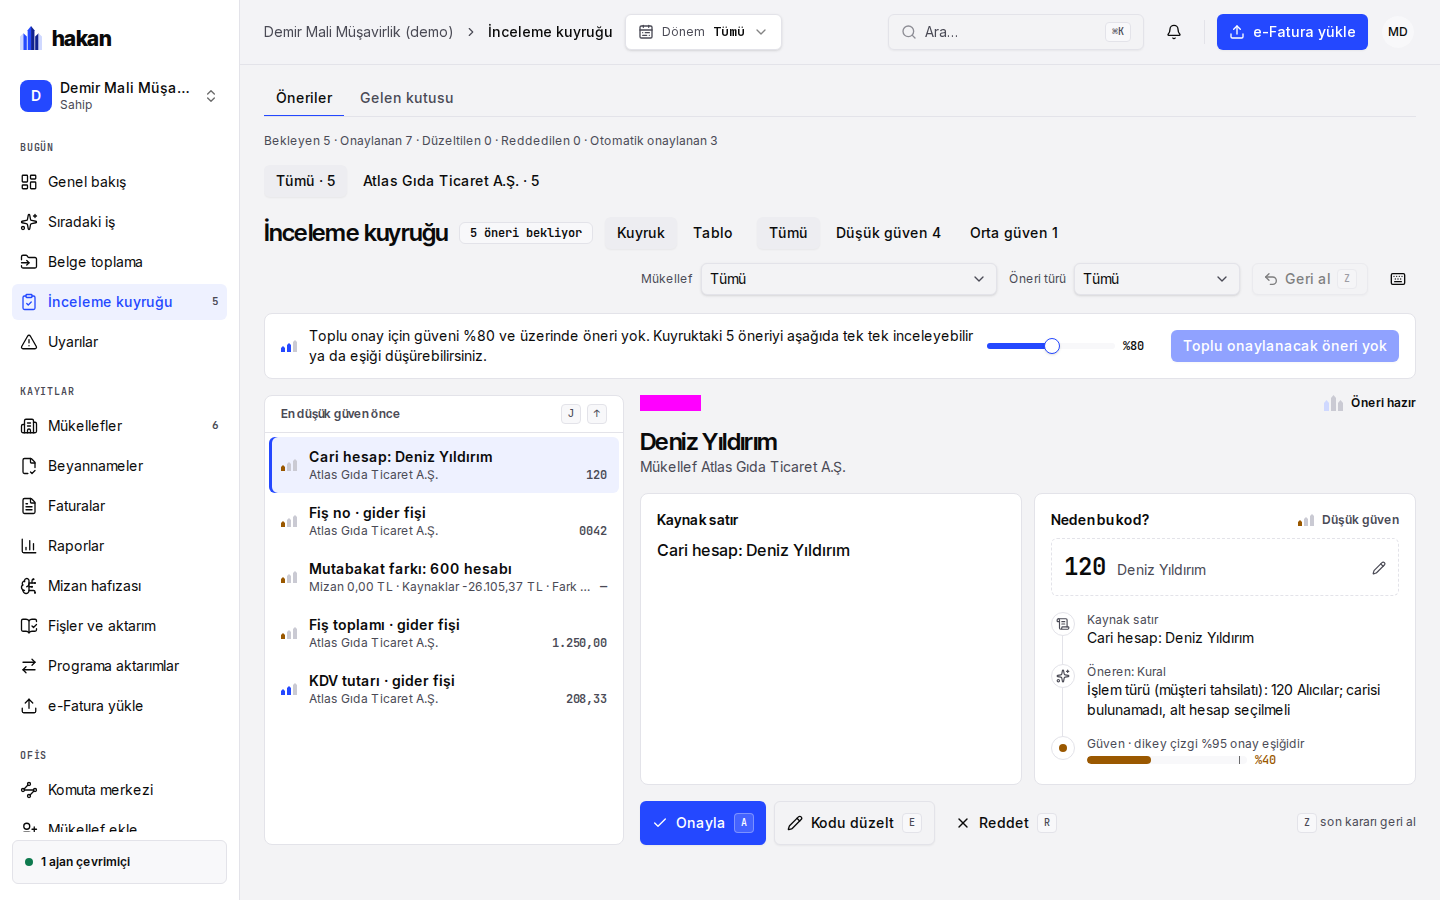 hakan
D
Demir Mali Müşa...
Sahip
BUGÜN
Genel bakış
Sıradaki iş
Belge toplama
İnceleme kuyruğu 5
Uyarılar
KAYITLAR
Mükellefler 6
Beyannameler
Faturalar
Raporlar
Mizan hafızası
Fişler ve aktarım
Programa aktarımlar
e-Fatura yükle
OFİS
Komuta merkezi
Mükellef ekle
1 ajan çevrimiçi
Demir Mali Müşavirlik (demo) > İnceleme kuyruğu
Dönem Tümü
Ara...
⌘K
e-Fatura yükle
MD
Öneriler Gelen kutusu
Bekleyen 5 · Onaylanan 7 · Düzeltilen 0 · Reddedilen 0 · Otomatik onaylanan 3
Tümü · 5 Atlas Gıda Ticaret A.Ş. · 5
İnceleme kuyruğu 5 öneri bekliyor Kuyruk Tablo Tümü Düşük güven 4 Orta güven 1
Mükellef Tümü Öneri türü Tümü Geri al Z
Toplu onay için güveni %80 ve üzerinde öneri yok. Kuyruktaki 5 öneriyi aşağıda tek tek inceleyebilir
ya da eşiği düşürebilirsiniz.
%80
Toplu onaylanacak öneri yok
En düşük güven önce J ↑
Cari hesap: Deniz Yıldırım
Atlas Gıda Ticaret A.Ş. 120
Fiş no · gider fişi
Atlas Gıda Ticaret A.Ş. 0042
Mutabakat farkı: 600 hesabı
Mizan 0,00 TL · Kaynaklar -26.105,37 TL · Fark ... —
Fiş toplamı · gider fişi
Atlas Gıda Ticaret A.Ş. 1.250,00
KDV tutarı · gider fişi
Atlas Gıda Ticaret A.Ş. 208,33
Öneri hazır
Deniz Yıldırım
Mükellef Atlas Gıda Ticaret A.Ş.
Kaynak satır
Cari hesap: Deniz Yıldırım
Neden bu kod? Düşük güven
120 Deniz Yıldırım
Kaynak satır
Cari hesap: Deniz Yıldırım
Öneren: Kural
İşlem türü (müşteri tahsilatı): 120 Alıcılar; carisi
bulunamadı, alt hesap seçilmeli
Güven · dikey çizgi %95 onay eşiğidir
%40
Onayla A
Kodu düzelt E
Reddet R
Z son kararı geri al